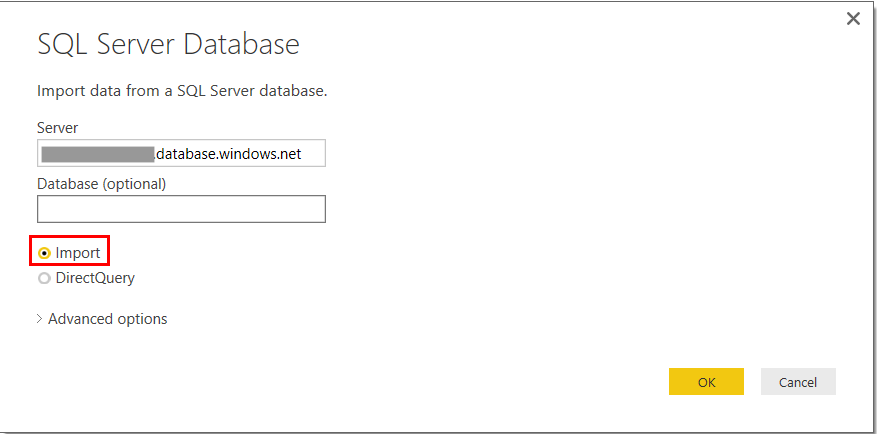 SQL Server Database
Import data from a SQL Server database.
Server
.database.windows.net
Database (optional)
Import
DirectQuery
Advanced options
OK
Cancel